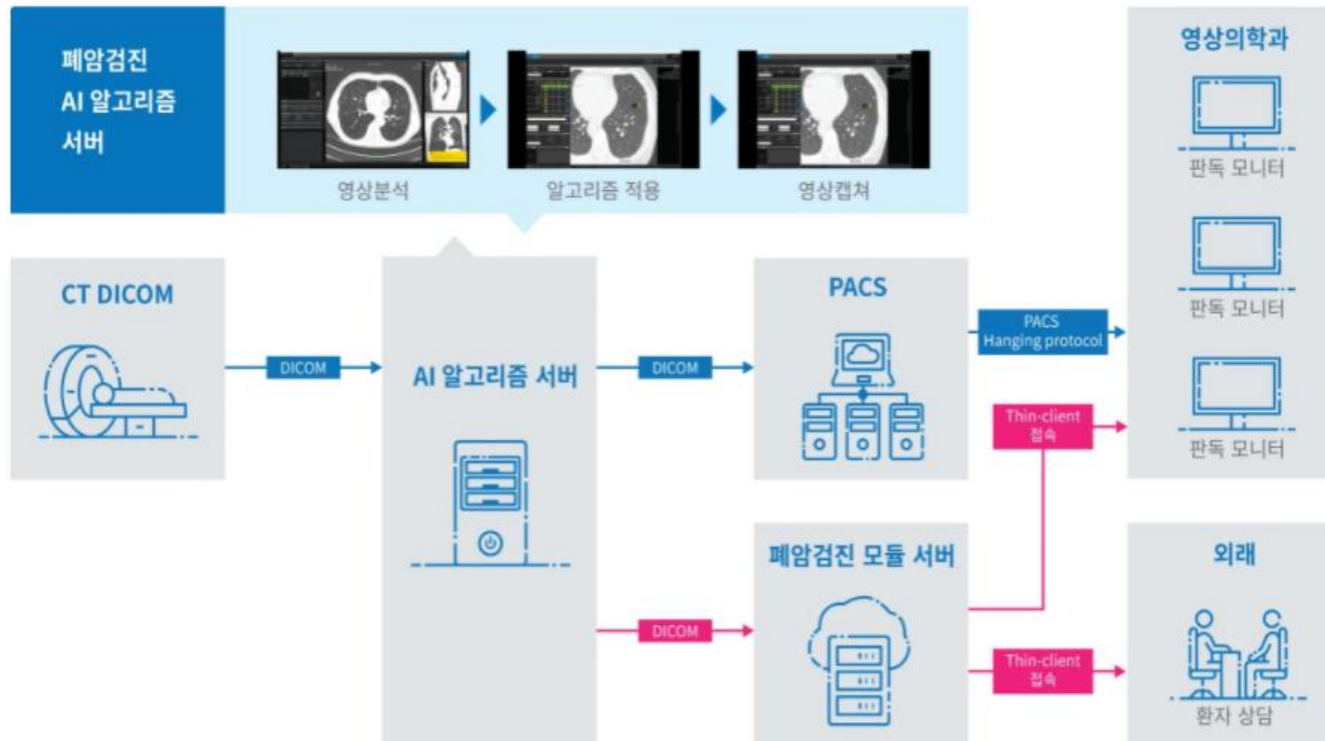 폐암검진
AI 알고리즘
서버
영상분석
알고리즘 적용
영상캡쳐
영상의학과
판독 모니터
판독 모니터
판독 모니터
CT DICOM
DICOM
AI 알고리즘 서버
DICOM
PACS
PACS
Hanging protocol
Thin-client
접속
DICOM
폐암검진 모듈 서버
Thin-client
접속
외래
환자 상담